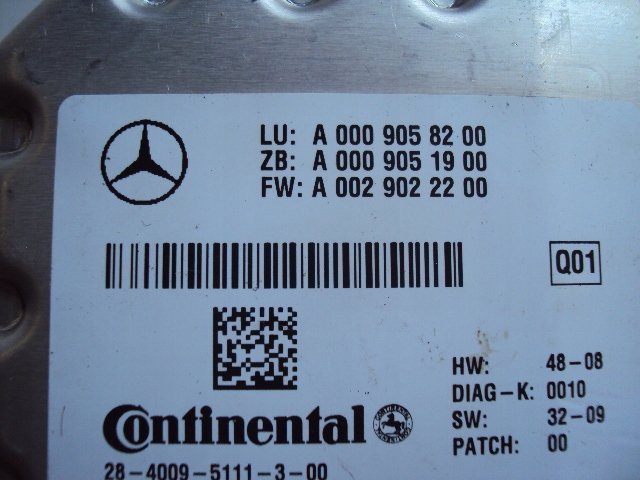 LU: A 000 905 82 00
ZB: A 000 905 19 00
FW: A 002 902 22 00
Q01
HW: 48-08
DIAG-K: 0010
SW: 32-09
PATCH: 00
Continental
28-4009-5111-3-00